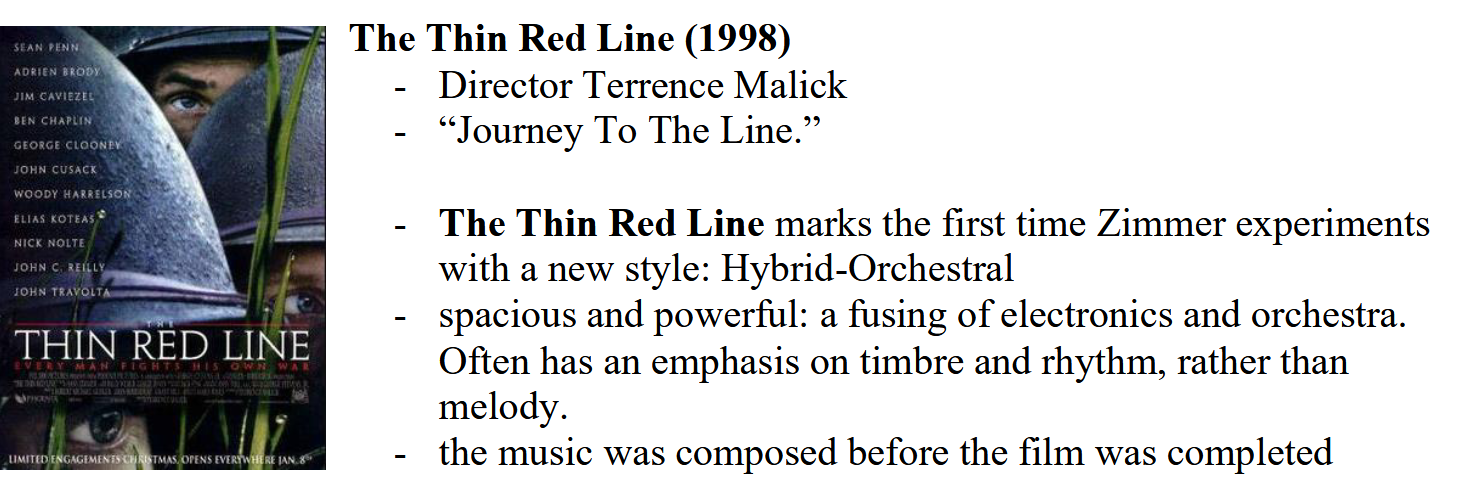 SEAN PENN
ADRIEN BRODY
JIM CAVIEZEL
BEN CHAPLIN
GEORGE CLOONEY
JOHN CUSACK
WOODY HARRELSON
ELIAS KOTEAS
NICK NOLTE
JOHN C. REILLY
JOHN TRAVOLTA
THE
THIN RED LINE
EVERY MAN FIGHTS HIS OWN WAR
LIMITED ENGAGEMENTS CHRISTMAS, OPENS EVERYWHERE JAN. 8th
The Thin Red Line (1998)
- Director Terrence Malick
- “Journey To The Line.”
- The Thin Red Line marks the first time Zimmer experiments
with a new style: Hybrid-Orchestral
- spacious and powerful: a fusing of electronics and orchestra.
Often has an emphasis on timbre and rhythm, rather than
melody.
- the music was composed before the film was completed